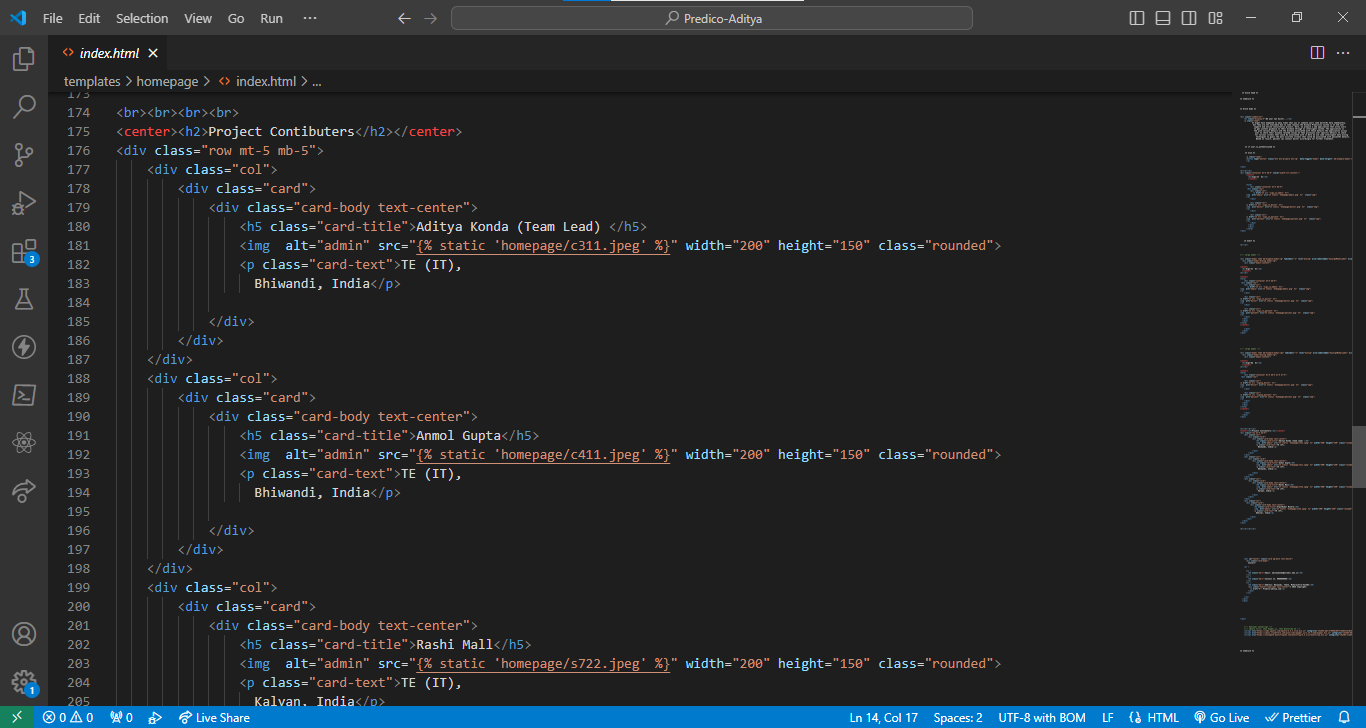 File Edit Selection View Go Run ··· Predico-Aditya
index.html
templates > homepage > index.html > ...
173
174 <br><br><br><br>
175 <center><h2>Project Contibuters</h2></center>
176 <div class="row mt-5 mb-5">
177 <div class="col">
178 <div class="card">
179 <div class="card-body text-center">
180 <h5 class="card-title">Aditya Konda (Team Lead) </h5>
181 <img  alt="admin" src="{% static 'homepage/c311.jpeg' %}" width="200" height="150" class="rounded">
182 <p class="card-text">TE (IT),
183 Bhiwandi, India</p>
184
185 </div>
186 </div>
187 </div>
188 <div class="col">
189 <div class="card">
190 <div class="card-body text-center">
191 <h5 class="card-title">Anmol Gupta</h5>
192 <img  alt="admin" src="{% static 'homepage/c411.jpeg' %}" width="200" height="150" class="rounded">
193 <p class="card-text">TE (IT),
194 Bhiwandi, India</p>
195
196 </div>
197 </div>
198 </div>
199 <div class="col">
200 <div class="card">
201 <div class="card-body text-center">
202 <h5 class="card-title">Rashi Mall</h5>
203 <img  alt="admin" src="{% static 'homepage/s722.jpeg' %}" width="200" height="150" class="rounded">
204 <p class="card-text">TE (IT),
205 Kalyan, India</p>
3
1
0 0 0 Live Share Ln 14, Col 17 Spaces: 2 UTF-8 with BOM LF HTML Go Live Prettier